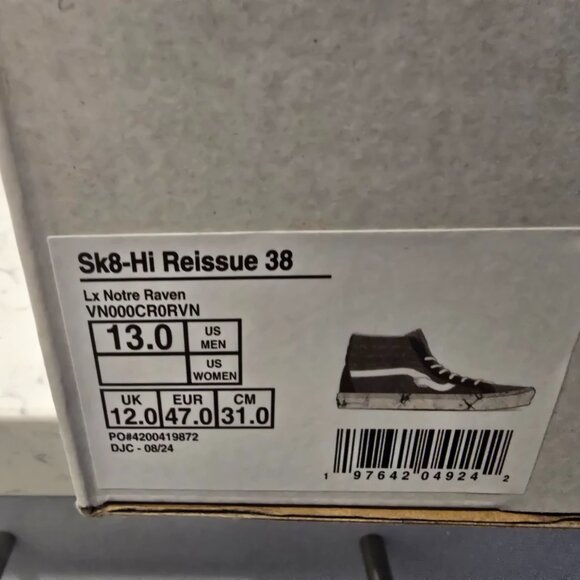 Sk8-Hi Reissue 38
Lx Notre Raven
VN000CR0RVN
13.0 US MEN
US WOMEN
UK EUR CM
12.0 47.0 31.0
PO#4200419872
DJC - 08/24
1 97642 04924 2